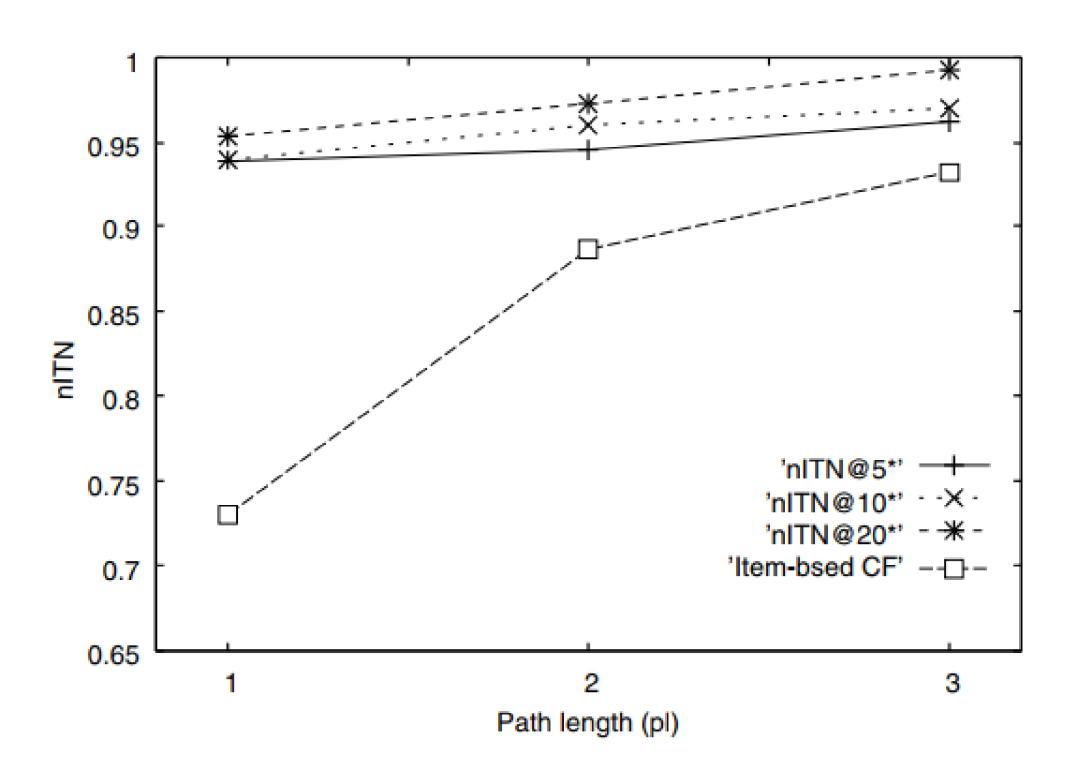 1
0.95
0.9
0.85
0.8
0.75
0.7
0.65
nITN
'nITN@5*'
'nITN@10*'
'nITN@20*'
'Item-bsed CF'
1 2 3
Path length (pl)